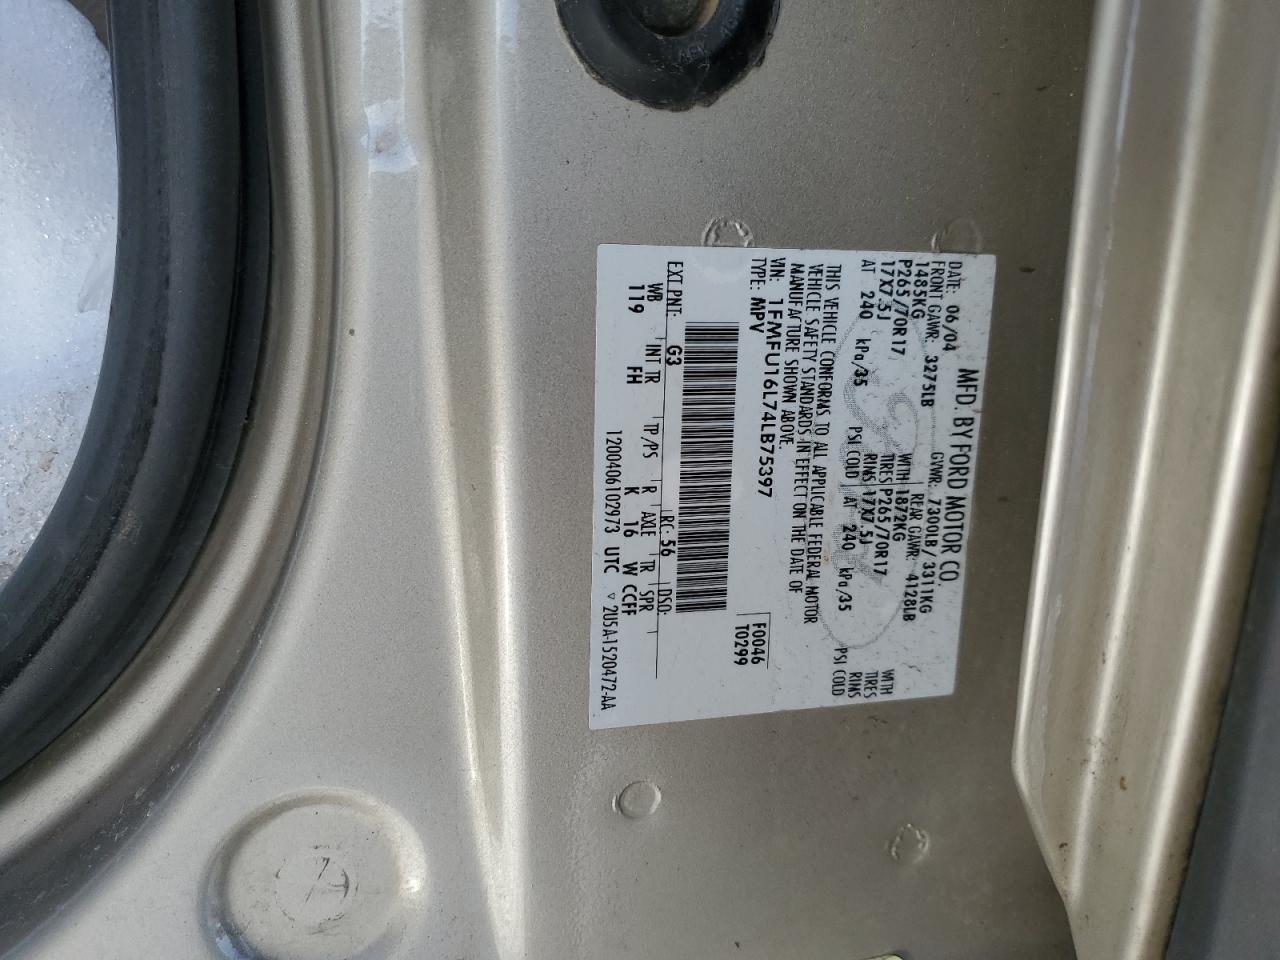 MFD. BY FORD MOTOR CO.
DATE: 06/04 GVWR: 7300LB/ 3311KG
FRONT GAWR: 3275LB REAR GAWR: 4128LB
1485KG WITH 1872KG WITH
P265/70R17 TIRES P265/70R17 TIRES
17X7.5J RIMS 17X7.5J RIMS
AT 240 kPa/35 PSI COLD AT 240 kPa/35 PSI COLD
THIS VEHICLE CONFORMS TO ALL APPLICABLE FEDERAL MOTOR
VEHICLE SAFETY STANDARDS IN EFFECT ON THE DATE OF
MANUFACTURE SHOWN ABOVE.
VIN: 1FMFU16L74LB75397
TYPE: MPV
F0046
T0299
EXT PNT: G3 RC: 56 DSO:
WB INT TR TP/PS R AXLE TR SPR
119 FH K 16 W CCFF
1200406102973 UTC ▽ 2U5A-1520472-AA